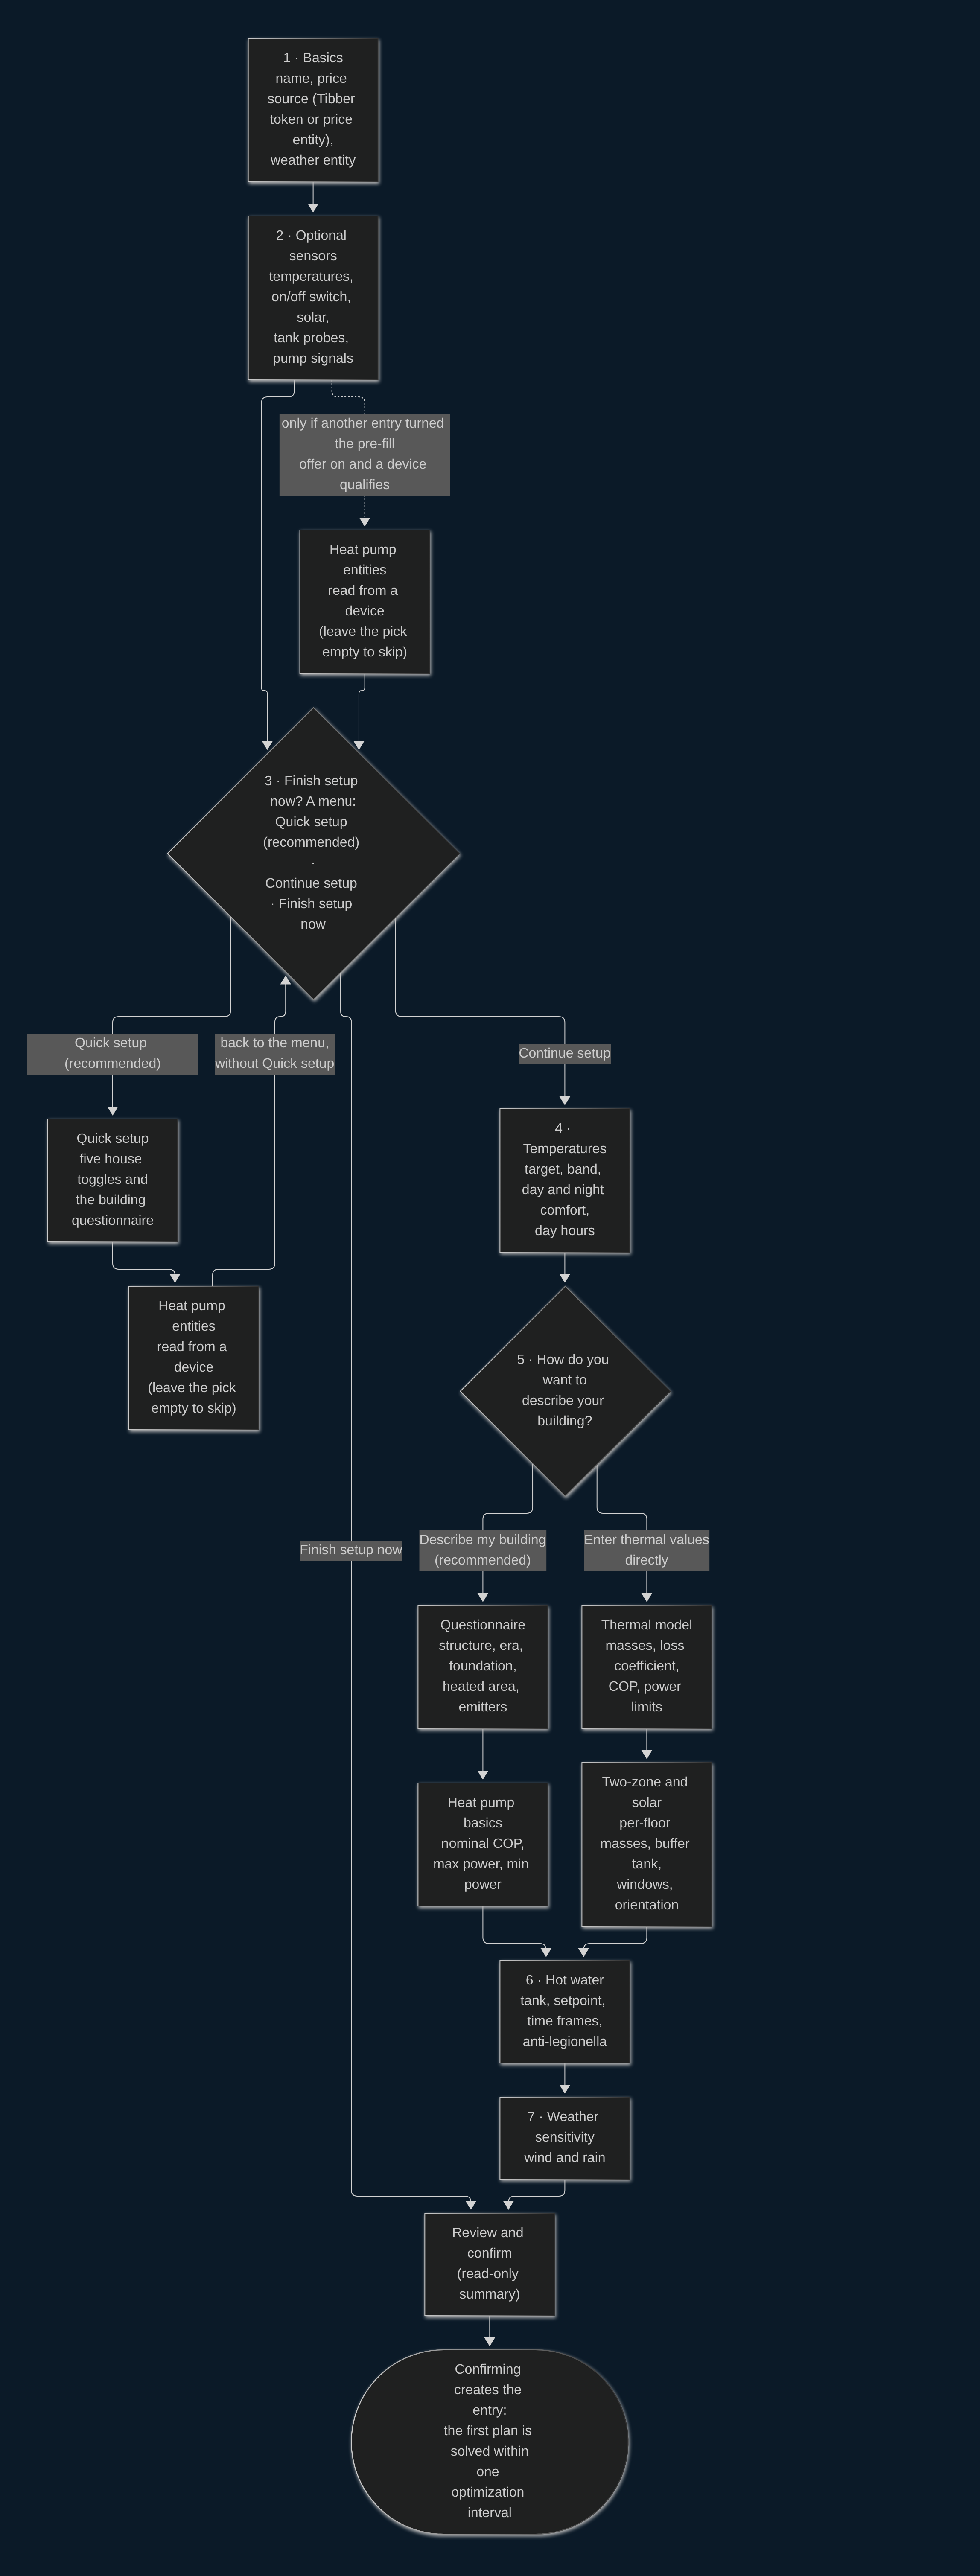 1 · Basics
name, price
source (Tibber
token or price
entity),
weather entity
2 · Optional
sensors
temperatures,
on/off switch,
solar,
tank probes,
pump signals
only if another entry turned
the pre-fill
offer on and a device
qualifies
Heat pump
entities
read from a
device
(leave the pick
empty to skip)
3 · Finish setup
now? A menu:
Quick setup
(recommended)
·
Continue setup
· Finish setup
now
Quick setup
(recommended)
back to the menu,
without Quick setup
Continue setup
Quick setup
five house
toggles and
the building
questionnaire
4 ·
Temperatures
target, band,
day and night
comfort,
day hours
Heat pump
entities
read from a
device
(leave the pick
empty to skip)
5 · How do you
want to
describe your
building?
Finish setup now
Describe my building
(recommended)
Enter thermal values
directly
Questionnaire
structure, era,
foundation,
heated area,
emitters
Thermal model
masses, loss
coefficient,
COP, power
limits
Heat pump
basics
nominal COP,
max power, min
power
Two-zone and
solar
per-floor
masses, buffer
tank,
windows,
orientation
6 · Hot water
tank, setpoint,
time frames,
anti-legionella
7 · Weather
sensitivity
wind and rain
Review and
confirm
(read-only
summary)
Confirming
creates the
entry:
the first plan is
solved within
one
optimization
interval